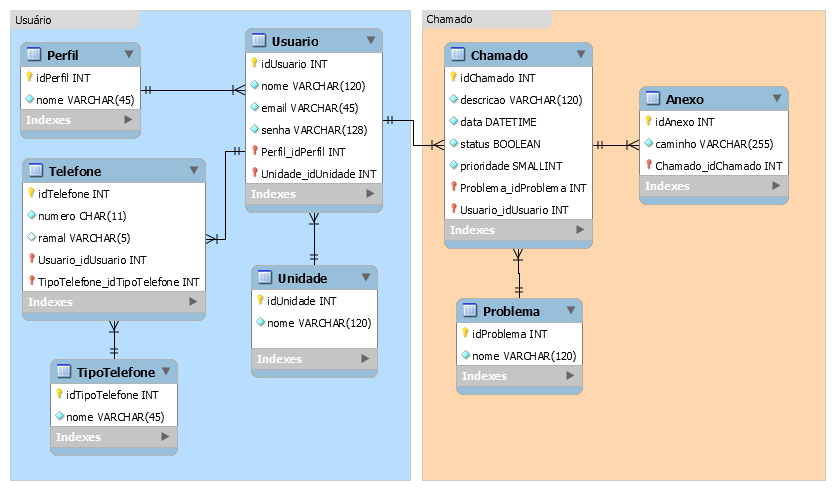 Usuário
Perfil
idPerfil INT
nome VARCHAR(45)
Indexes
Usuario
idUsuario INT
nome VARCHAR(120)
email VARCHAR(45)
senha VARCHAR(128)
Perfil_idPerfil INT
Unidade_idUnidade INT
Indexes
Telefone
idTelefone INT
numero CHAR(11)
ramal VARCHAR(5)
Usuario_idUsuario INT
TipoTelefone_idTipoTelefone INT
Indexes
Unidade
idUnidade INT
nome VARCHAR(120)
Indexes
TipoTelefone
idTipoTelefone INT
nome VARCHAR(45)
Indexes
Chamado
Chamado
idChamado INT
descricao VARCHAR(120)
data DATETIME
status BOOLEAN
prioridade SMALLINT
Problema_idProblema INT
Usuario_idUsuario INT
Indexes
Anexo
idAnexo INT
caminho VARCHAR(255)
Chamado_idChamado INT
Indexes
Problema
idProblema INT
nome VARCHAR(120)
Indexes